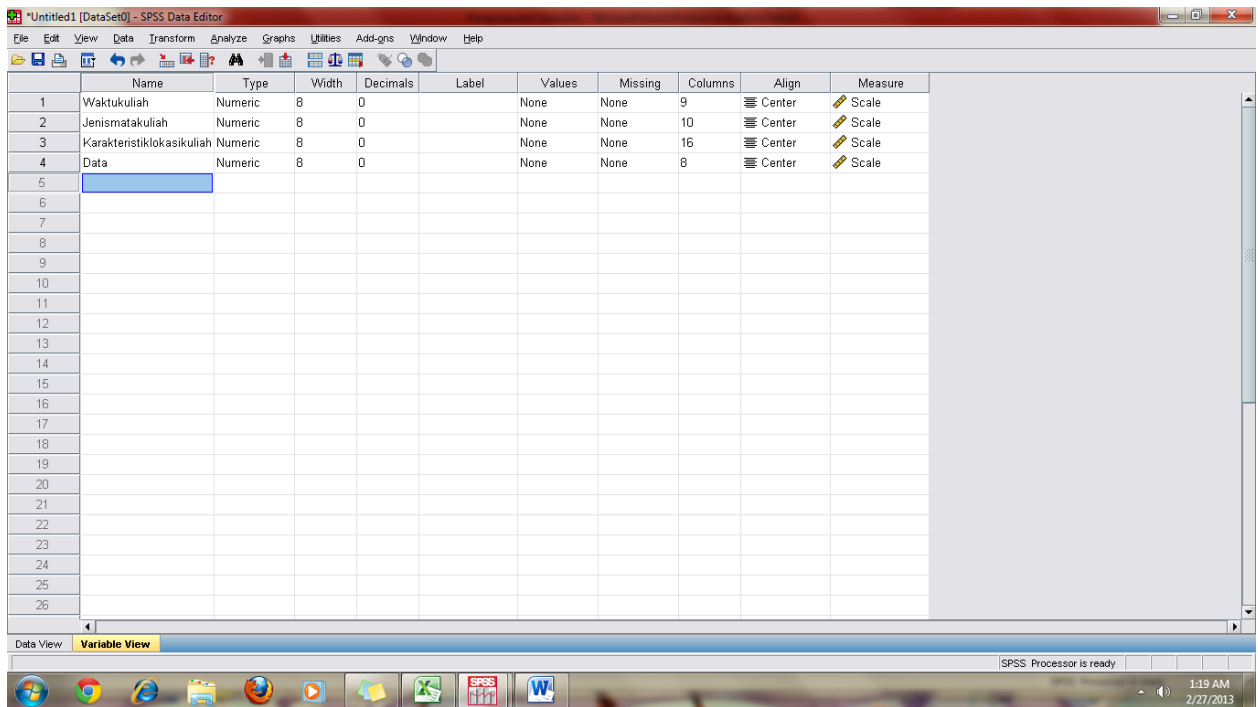 *Untitled1 [DataSet0] - SPSS Data Editor
File Edit View Data Transform Analyze Graphs Utilities Add-ons Window Help
Name Type Width Decimals Label Values Missing Columns Align Measure
1 Waktukuliah Numeric 8 0 None None 9 Center Scale
2 Jenismatakuliah Numeric 8 0 None None 10 Center Scale
3 Karakteristiklokasikuliah Numeric 8 0 None None 16 Center Scale
4 Data Numeric 8 0 None None 8 Center Scale
5
6
7
8
9
10
11
12
13
14
15
16
17
18
19
20
21
22
23
24
25
26
Data View Variable View
SPSS Processor is ready
SPSS
1:19 AM
2/27/2013